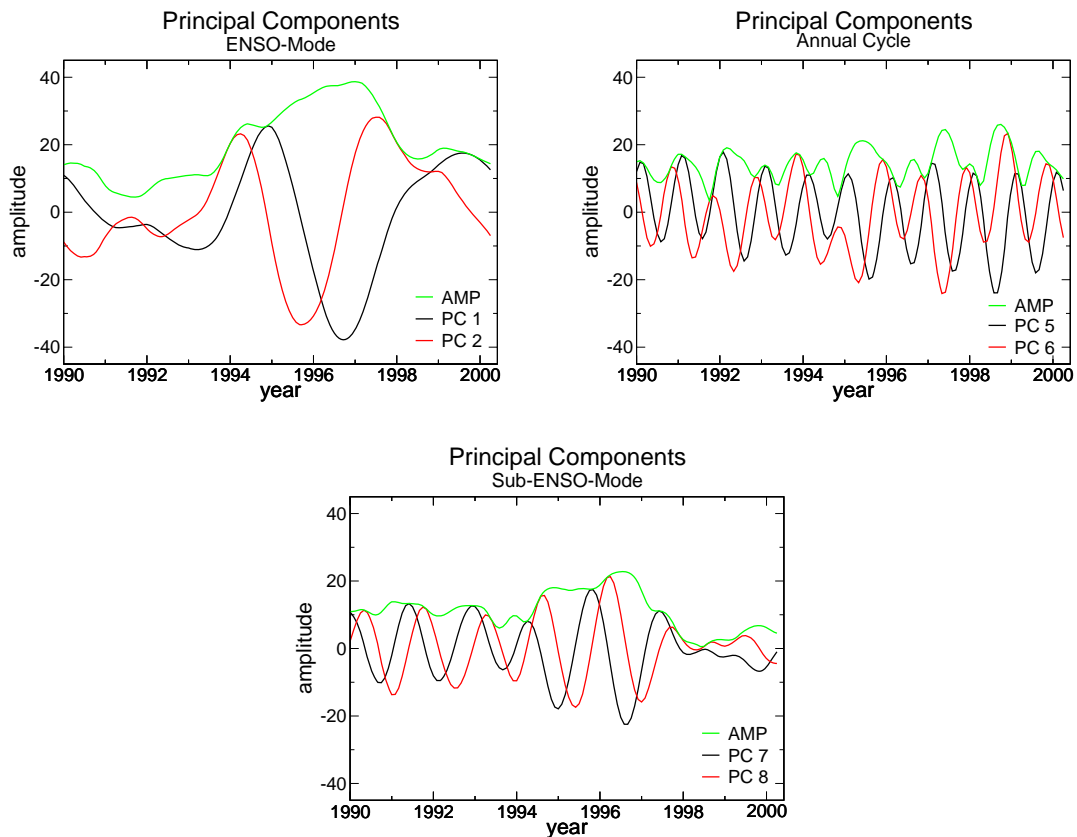 Principal Components
ENSO-Mode
40
20
0
-20
-40
amplitude
AMP
PC 1
PC 2
1990 1992 1994 1996 1998 2000
year
Principal Components
Annual Cycle
40
20
0
-20
-40
amplitude
AMP
PC 5
PC 6
1990 1992 1994 1996 1998 2000
year
Principal Components
Sub-ENSO-Mode
40
20
0
-20
-40
amplitude
AMP
PC 7
PC 8
1990 1992 1994 1996 1998 2000
year